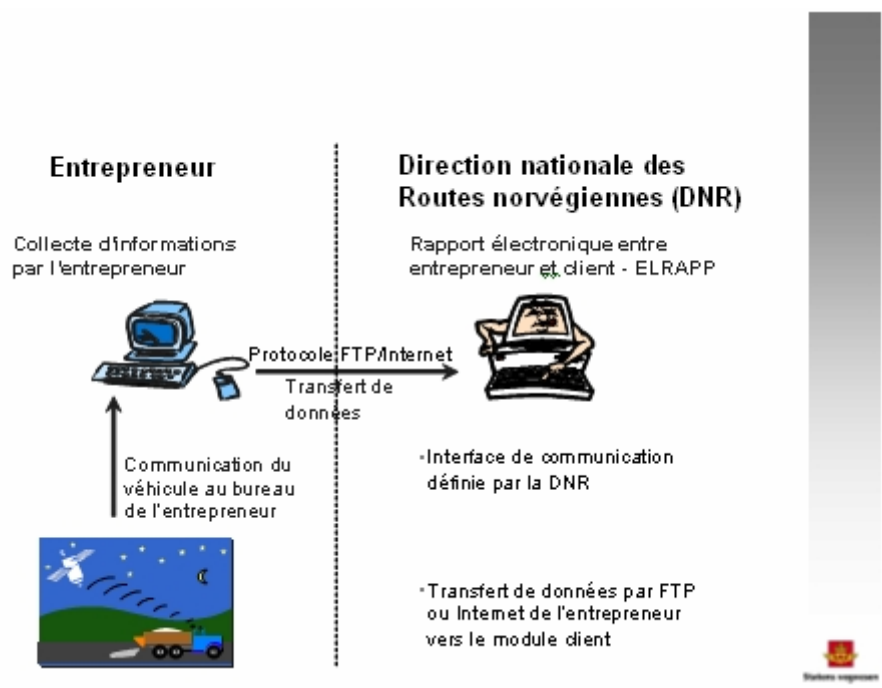 Entrepreneur
Collecte d'informations
par l'entrepreneur
Direction nationale des
Routes norvégiennes (DNR)
Rapport électronique entre
entrepreneur et client - ELRAPP
Protocole FTP/Internet
Transfert de
données
Communication du
véhicule au bureau
de l'entrepreneur
•Interface de communication
définie par la DNR
•Transfert de données par FTP
ou Internet de l'entrepreneur
vers le module client
Statens vegvesen